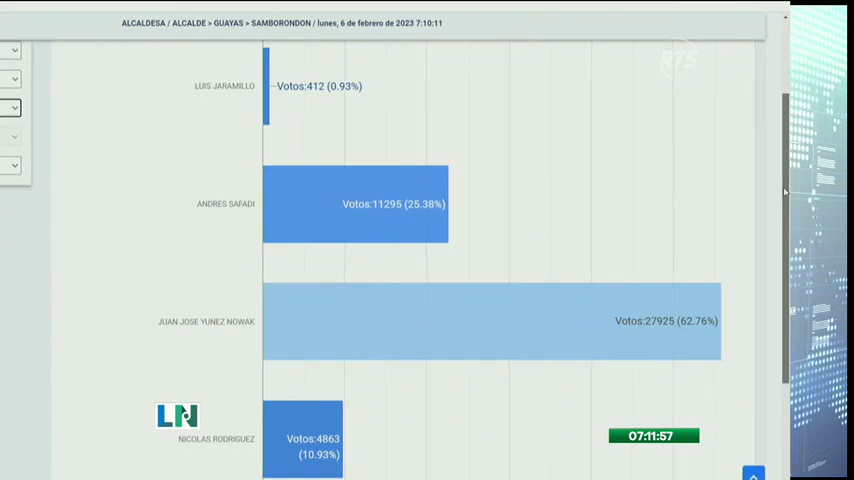 ALCALDESA / ALCALDE > GUAYAS > SAMBORONDON / lunes, 6 de febrero de 2023 7:10:11
RTS
LUIS JARAMILLO
Votos:412 (0.93%)
ANDRES SAFADI
Votos:11295 (25.38%)
JUAN JOSE YUNEZ NOWAK
Votos:27925 (62.76%)
LN
NICOLAS RODRIGUEZ
Votos:4863
(10.93%)
07:11:57